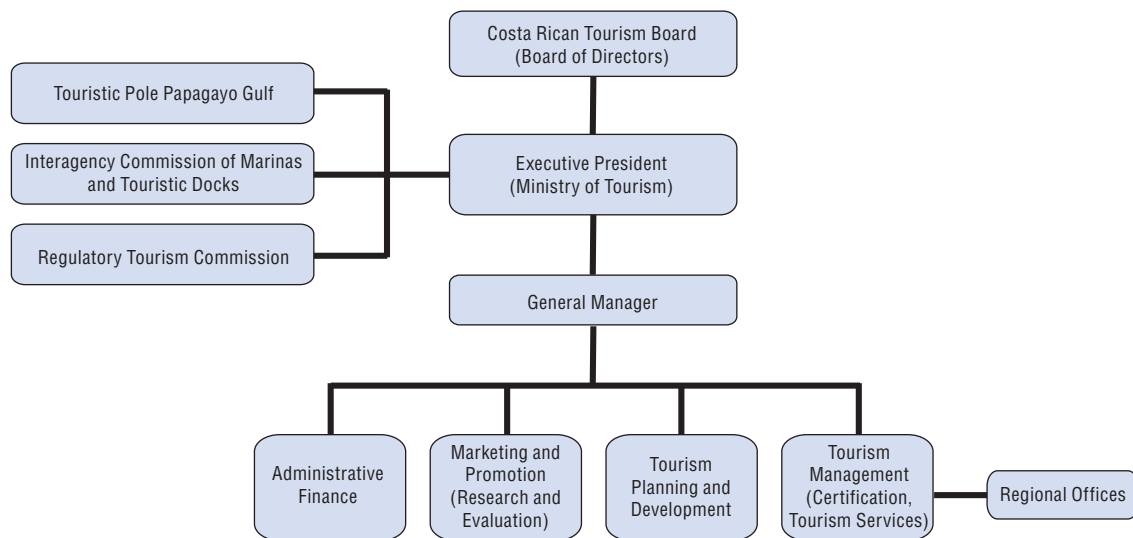 Costa Rican Tourism Board
(Board of Directors)
Touristic Pole Papagayo Gulf
Interagency Commission of Marinas
and Touristic Docks
Executive President
(Ministry of Tourism)
Regulatory Tourism Commission
General Manager
Administrative
Finance
Marketing and
Promotion
(Research and
Evaluation)
Tourism
Planning and
Development
Tourism
Management
(Certification,
Tourism Services)
Regional Offices